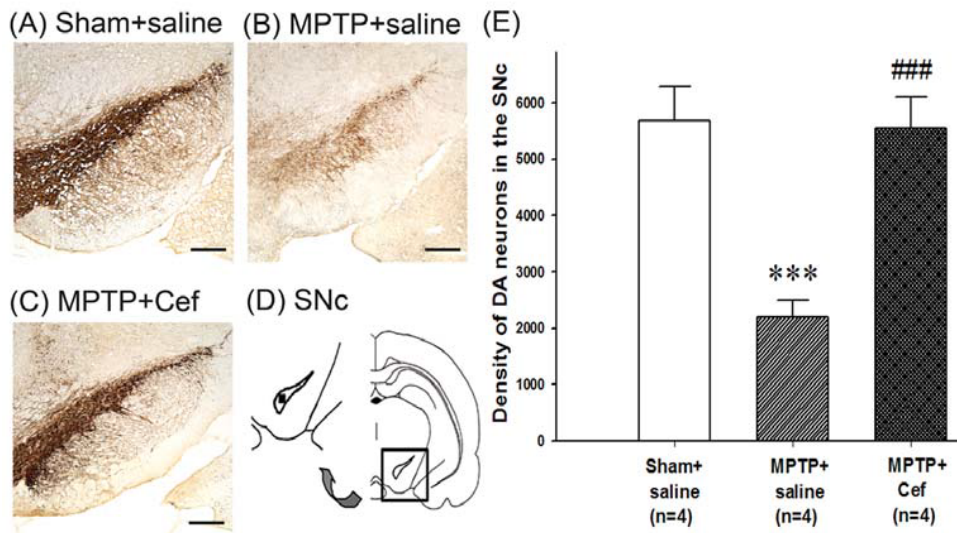 (A) Sham+saline
(B) MPTP+saline
(C) MPTP+Cef
(D) SNc
(E)
Density of DA neurons in the SNc
6000
5000
4000
3000
2000
1000
0
***
###
Sham+
saline
(n=4)
MPTP+
saline
(n=4)
MPTP+
Cef
(n=4)